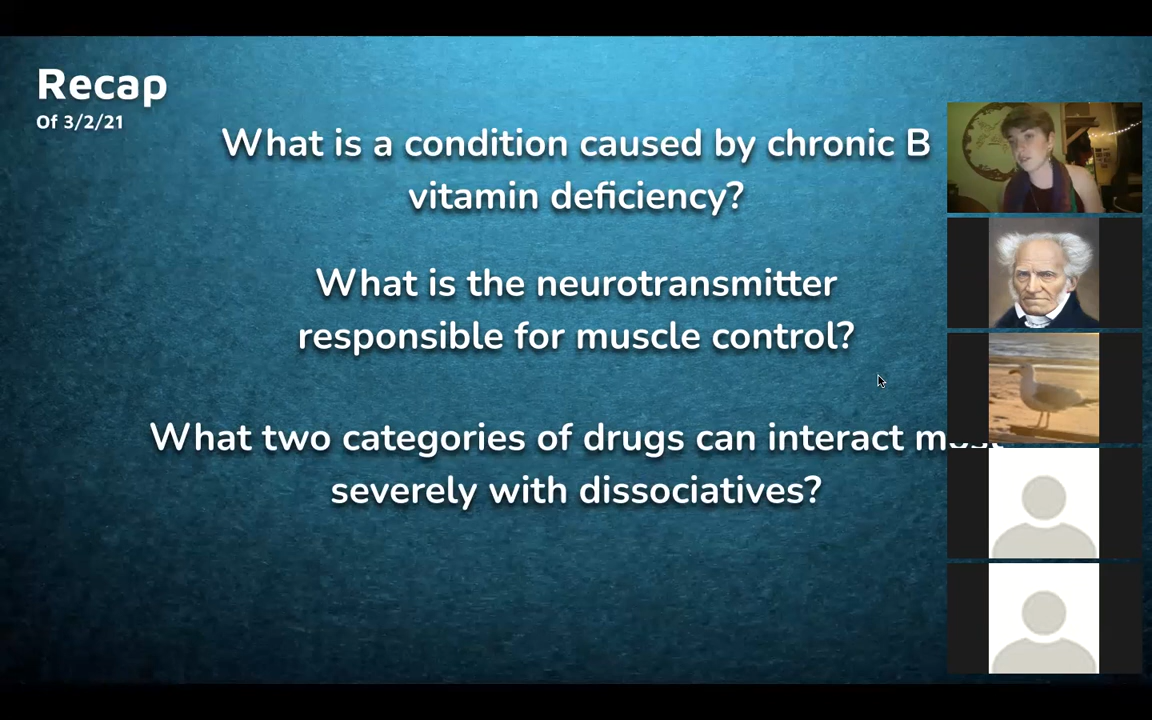 Recap
Of 3/2/21
What is a condition caused by chronic B
vitamin deficiency?
What is the neurotransmitter
responsible for muscle control?
What two categories of drugs can interact most
severely with dissociatives?